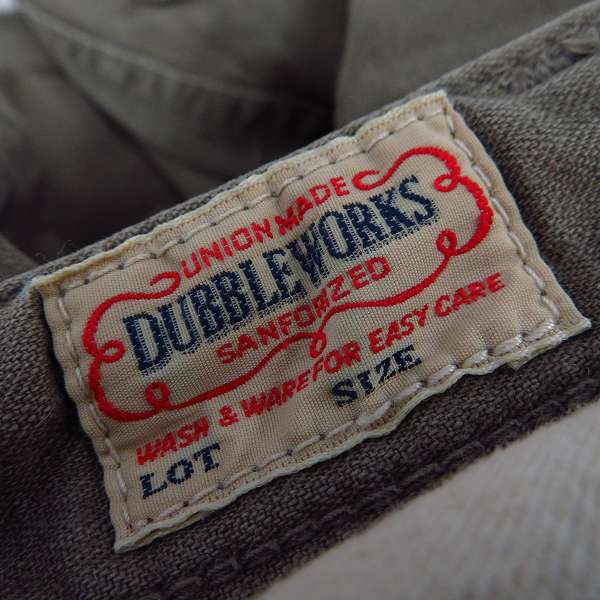 UNION MADE
DUBBLEWORKS
SANFORIZED
WASH & WARE FOR EASY CARE
LOT SIZE